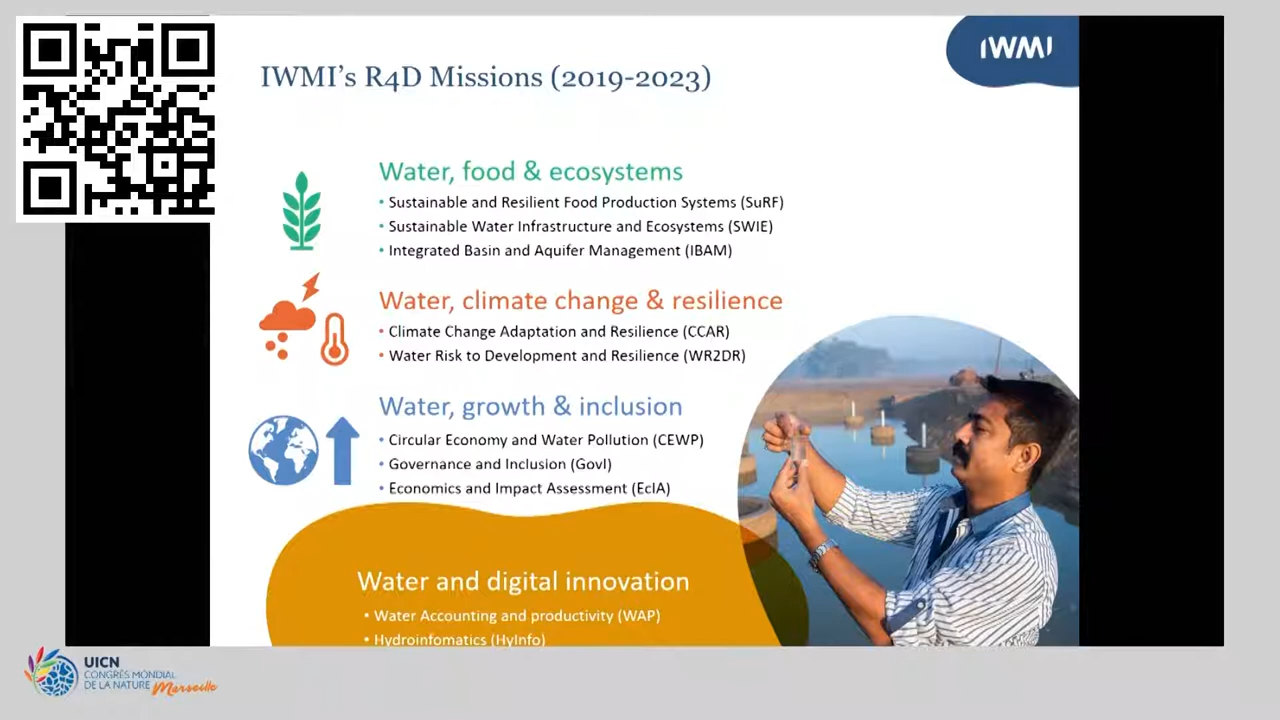 IWMI
IWMI's R4D Missions (2019-2023)
Water, food & ecosystems
• Sustainable and Resilient Food Production Systems (SuRF)
• Sustainable Water Infrastructure and Ecosystems (SWIE)
• Integrated Basin and Aquifer Management (IBAM)
Water, climate change & resilience
• Climate Change Adaptation and Resilience (CCAR)
• Water Risk to Development and Resilience (WR2DR)
Water, growth & inclusion
• Circular Economy and Water Pollution (CEWP)
• Governance and Inclusion (GovI)
• Economics and Impact Assessment (EcIA)
Water and digital innovation
• Water Accounting and productivity (WAP)
• Hydroinfomatics (HyInfo)
UICN
CONGRÈS MONDIAL
DE LA NATURE
Marseille